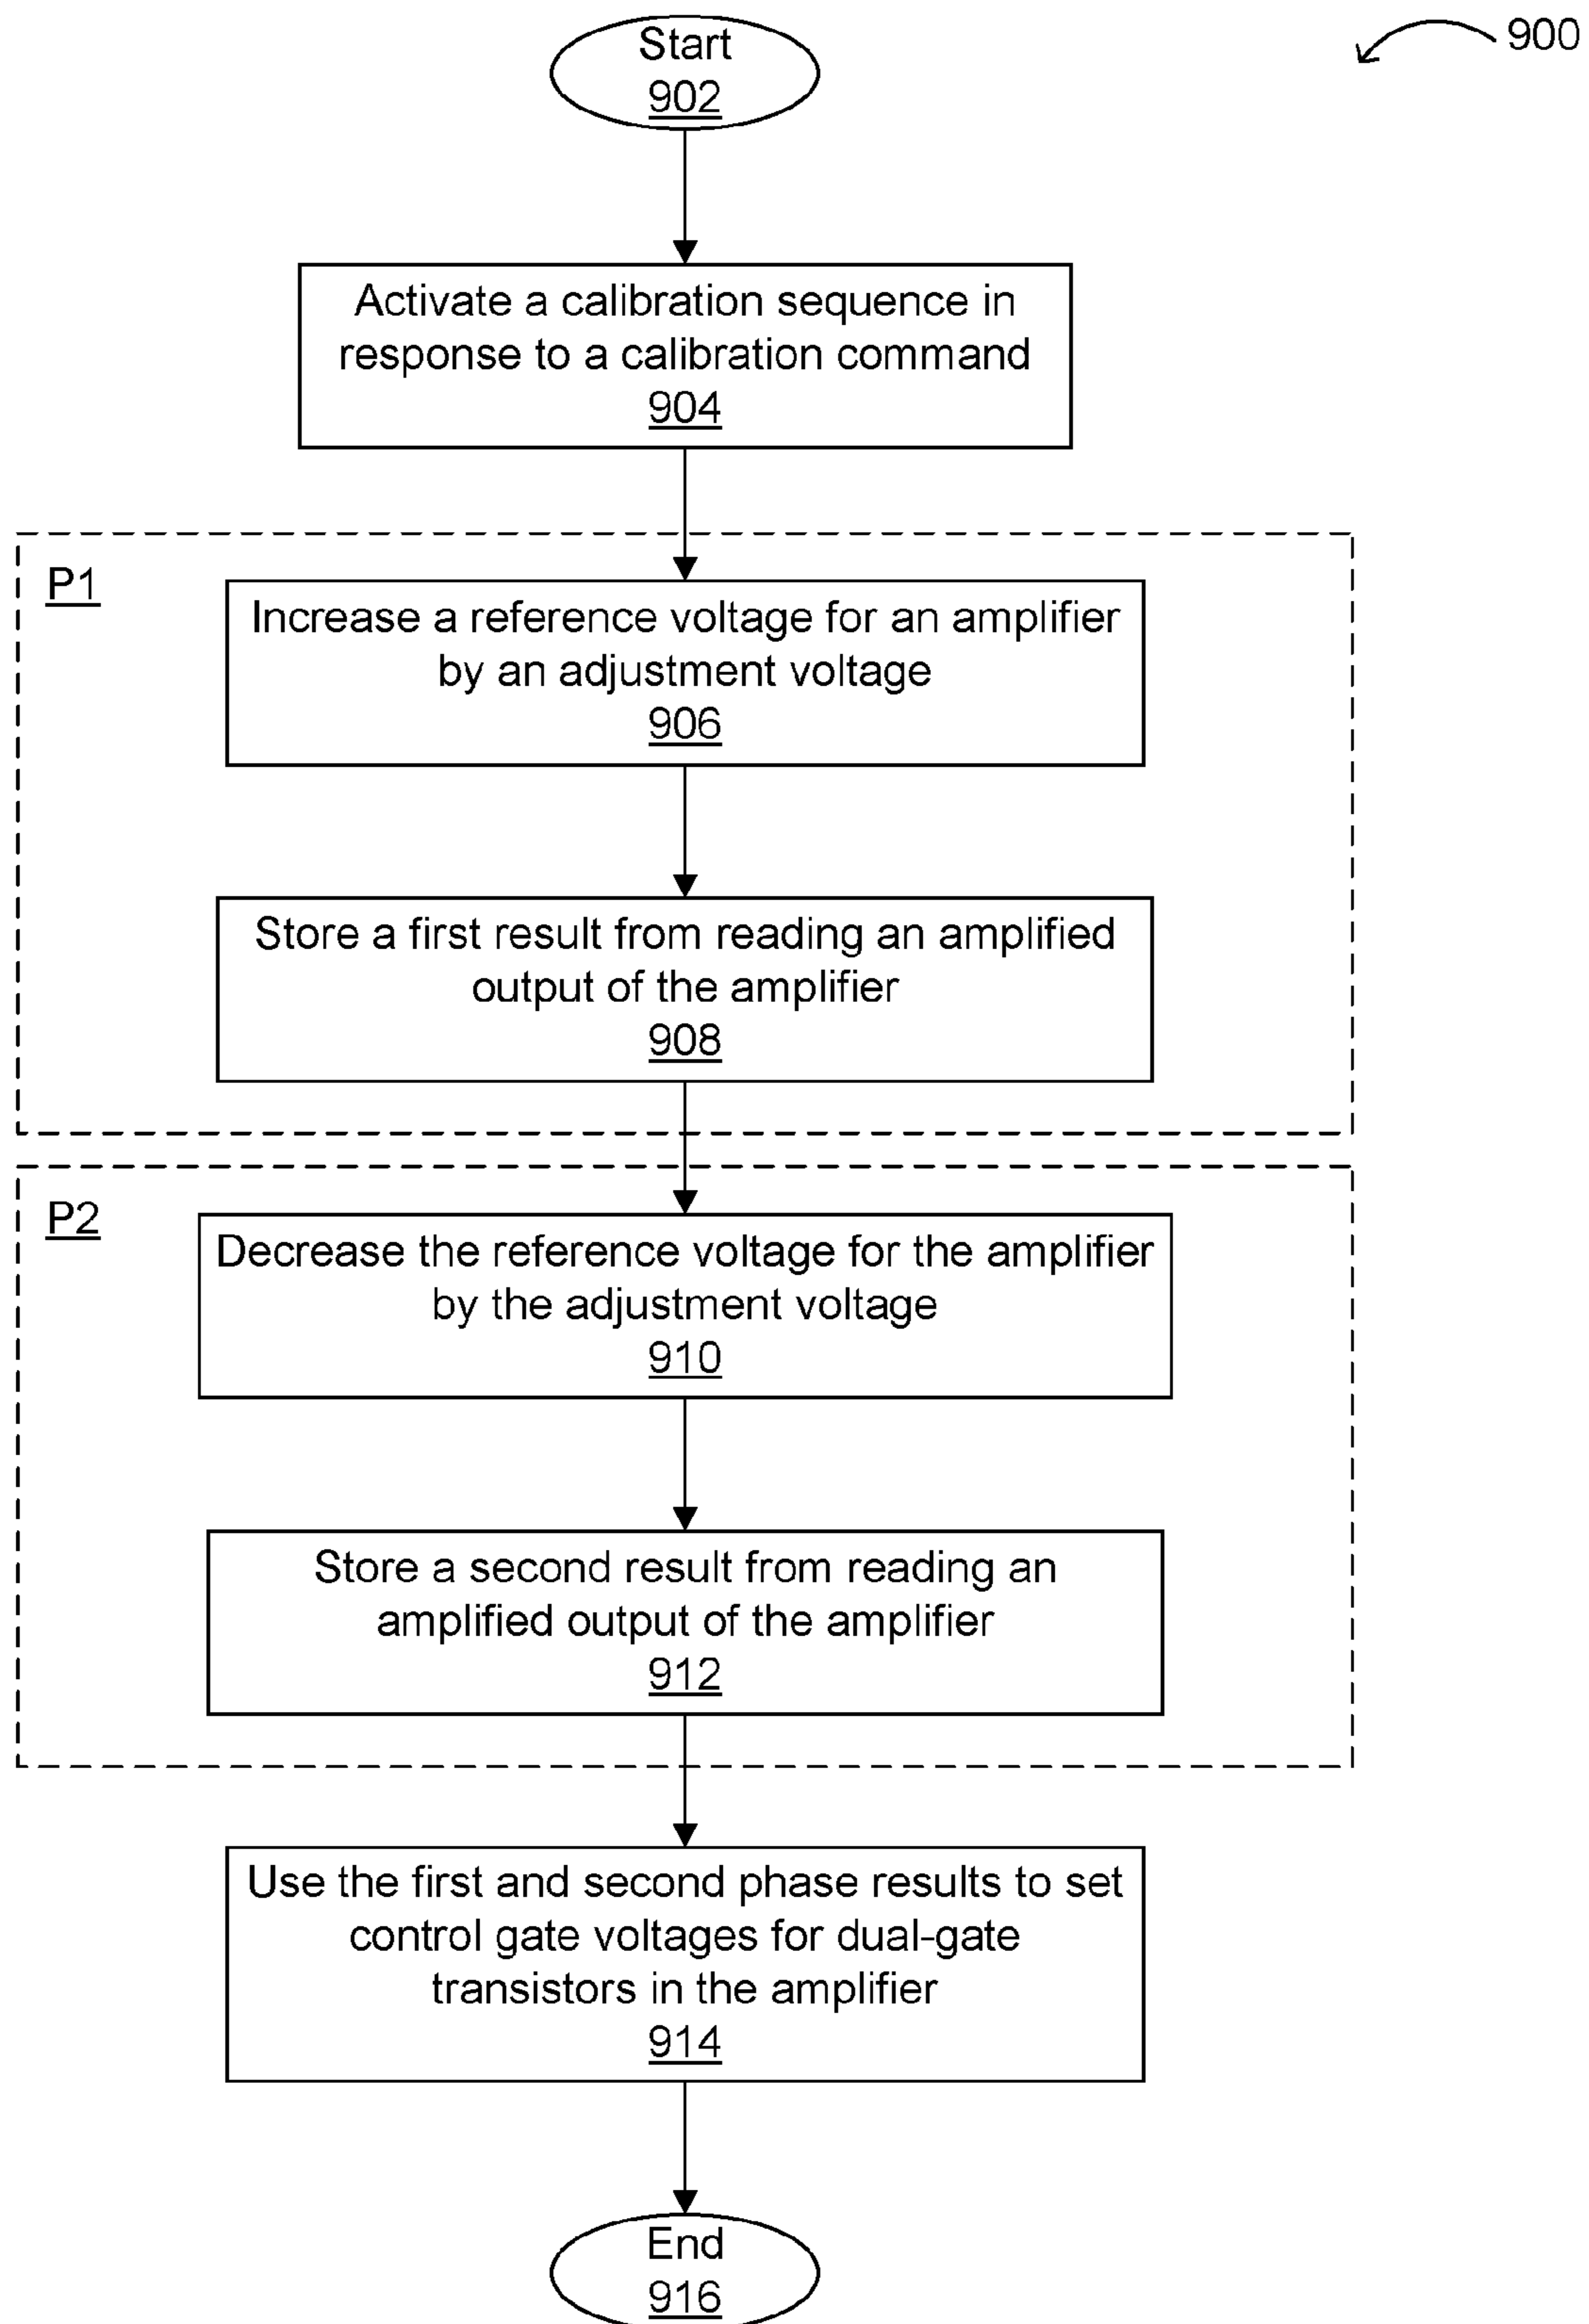 900
Start
902
Activate a calibration sequence in
response to a calibration command
904
P1
Increase a reference voltage for an amplifier
by an adjustment voltage
906
Store a first result from reading an amplified
output of the amplifier
908
P2
Decrease the reference voltage for the amplifier
by the adjustment voltage
910
Store a second result from reading an
amplified output of the amplifier
912
Use the first and second phase results to set
control gate voltages for dual-gate
transistors in the amplifier
914
End
916